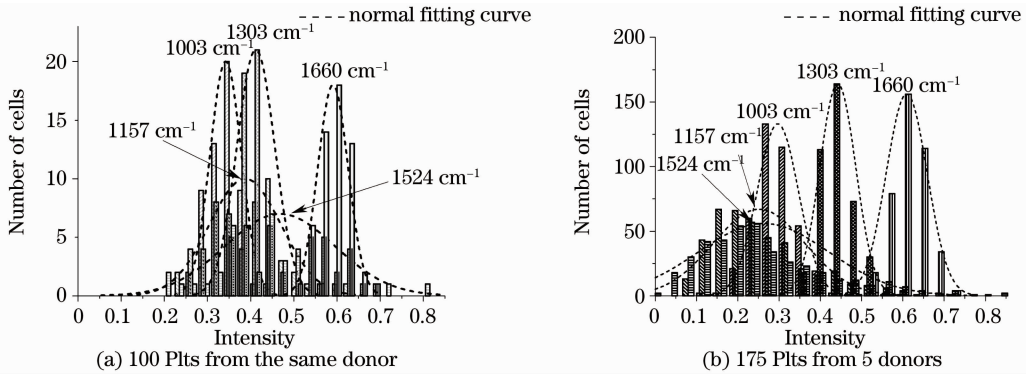 ----- normal fitting curve
1303 cm⁻¹
1003 cm⁻¹
1660 cm⁻¹
1157 cm⁻¹
1524 cm⁻¹
Number of cells
20
15
10
5
0
0 0.1 0.2 0.3 0.4 0.5 0.6 0.7 0.8
Intensity
(a) 100 Plts from the same donor
---- normal fitting curve
1303 cm⁻¹
1660 cm⁻¹
1003 cm⁻¹
1157 cm⁻¹
1524 cm⁻¹
Number of cells
200
150
100
50
0
0 0.1 0.2 0.3 0.4 0.5 0.6 0.7 0.8
Intensity
(b) 175 Plts from 5 donors